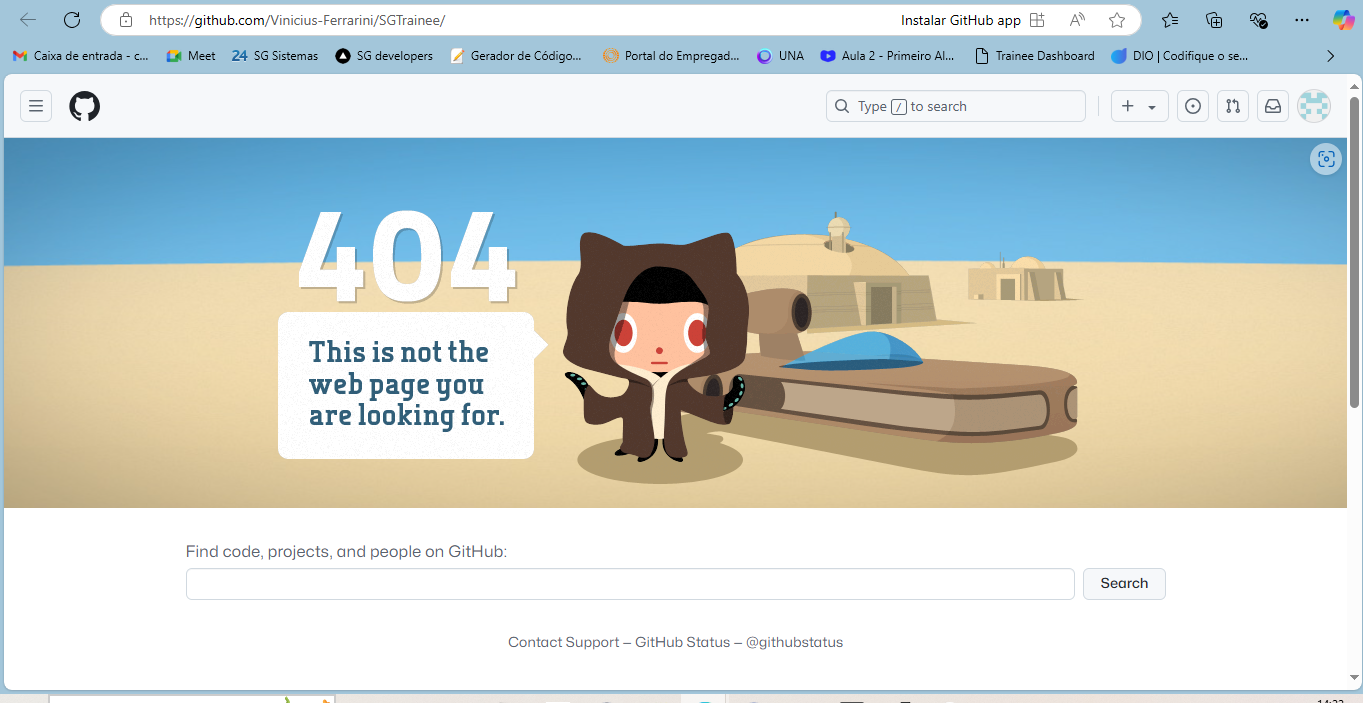 https://github.com/Vinicius-Ferrarini/SGTrainee/
Instalar GitHub app
Caixa de entrada - c...
Meet
24 SG Sistemas
SG developers
Gerador de Código...
Portal do Empregad...
UNA
Aula 2 - Primeiro Al...
Trainee Dashboard
DIO | Codifique o se...
Type / to search
404
This is not the
web page you
are looking for.
Find code, projects, and people on GitHub:
Search
Contact Support — GitHub Status — @githubstatus